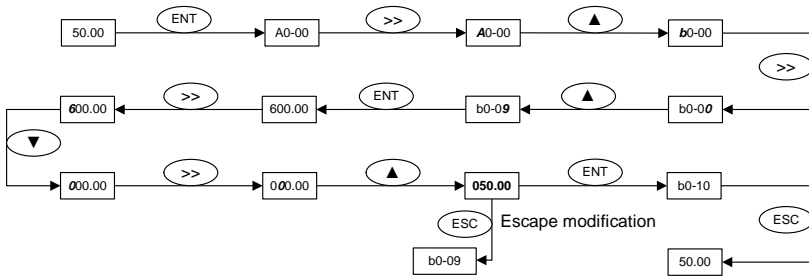 50.00 ENT A0-00 >> A0-00 ▲ b0-00
>>
600.00 >> 600.00 ENT b0-09 ▲ b0-00
▼
000.00 >> 000.00 ▲ 050.00 ENT b0-10
ESC Escape modification ESC
b0-09 50.00